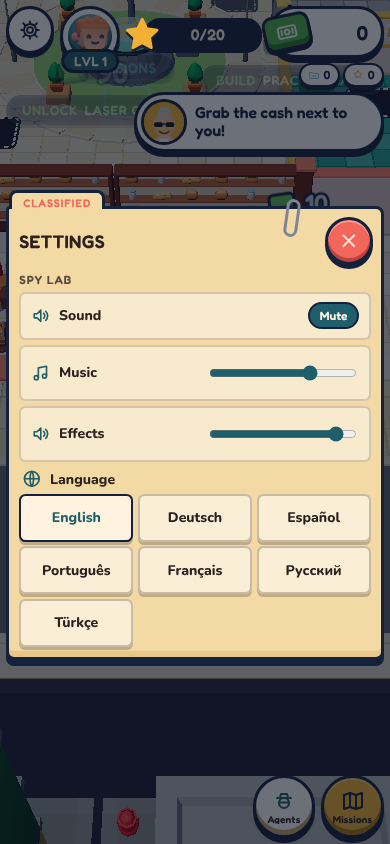 0/20
0
LVL 1
IONS
BUILD PRAC
0
0
UNLOCK LASER
Grab the cash next to you!
10
CLASSIFIED
SETTINGS
SPY LAB
Sound
Mute
Music
Effects
Language
English
Deutsch
Español
Português
Français
Русский
Türkçe
Agents
Missions